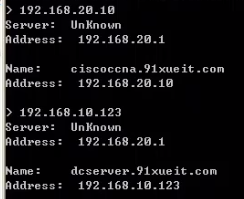 > 192.168.20.10
Server:  UnKnown
Address:  192.168.20.1
Name:    ciscoccna.91xueit.com
Address:  192.168.20.10
> 192.168.10.123
Server:  UnKnown
Address:  192.168.20.1
Name:    dcserver.91xueit.com
Address:  192.168.10.123